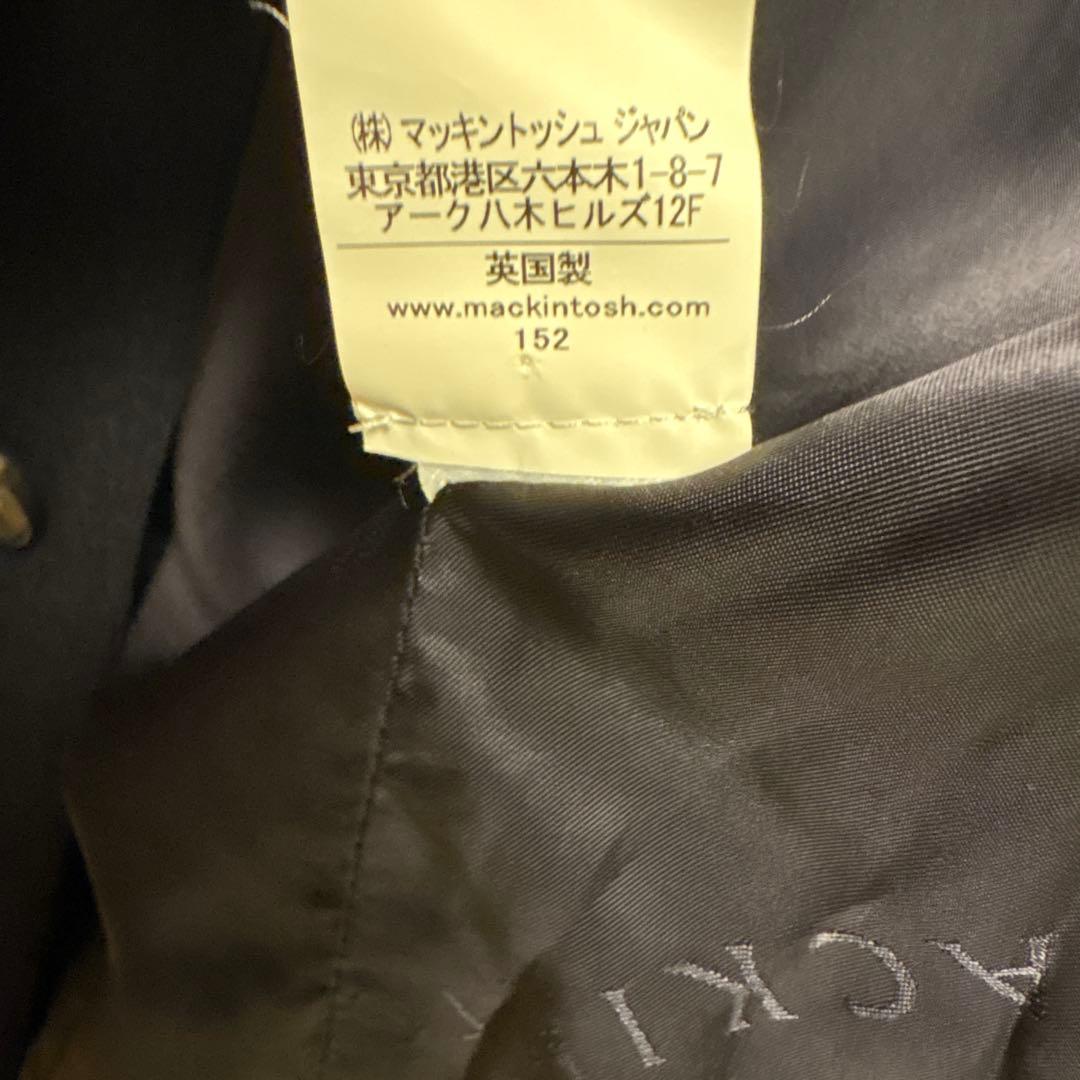 (株)マッキントッシュ ジャパン
東京都港区六本木1-8-7
アーク八木ヒルズ12F
英国製
www.mackintosh.com
152
ACKI